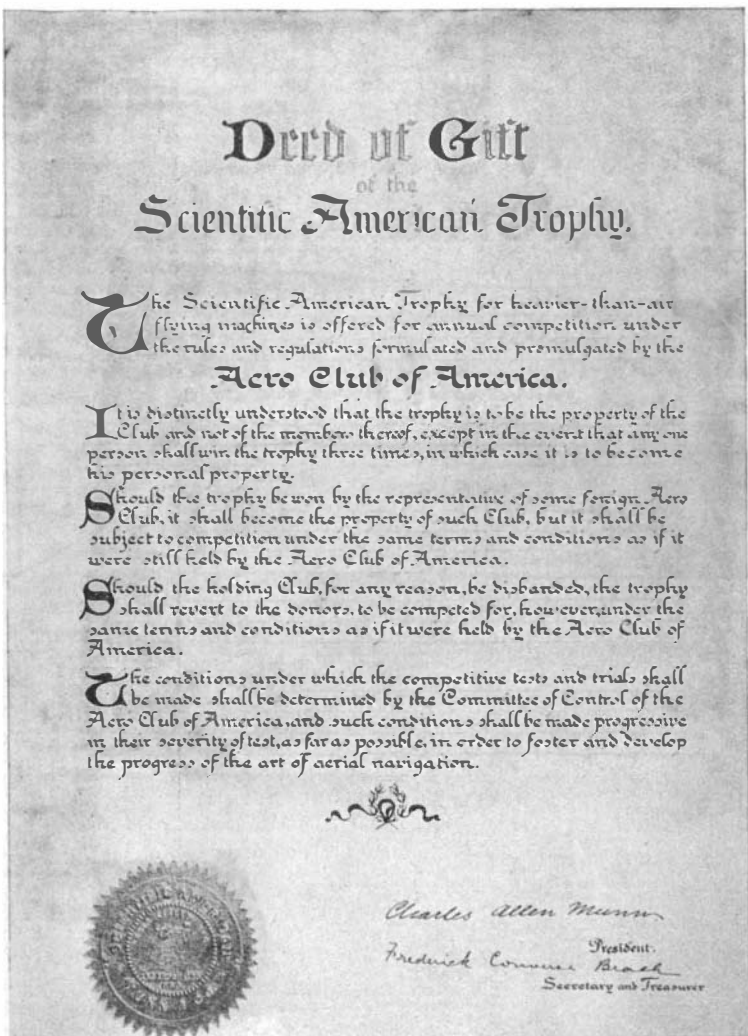 Deed of Gift
of the
Scientific American Trophy.
The Scientific American Trophy for heavier-than-air
flying machines is offered for annual competition under
the rules and regulations formulated and promulgated by the
Aero Club of America.
It is distinctly understood that the trophy is to be the property of the
Club and not of the members thereof, except in the event that any one
person shall win the trophy three times, in which case it is to become
his personal property.
Should the trophy be won by the representative of some foreign Aero
Club, it shall become the property of such Club, but it shall be
subject to competition under the same terms and conditions as if it
were still held by the Aero Club of America.
Should the holding Club, for any reason, be disbanded, the trophy
shall revert to the donors, to be competed for, however, under the
same terms and conditions as if it were held by the Aero Club of
America.
The conditions under which the competitive tests and trials shall
be made shall be determined by the Committee of Control of the
Aero Club of America, and such conditions shall be made progressive
in their severity of test, as far as possible, in order to foster and develop
the progress of the art of aerial navigation.
Charles Allen Munn
President.
Frederick Converse Beach
Secretary and Treasurer